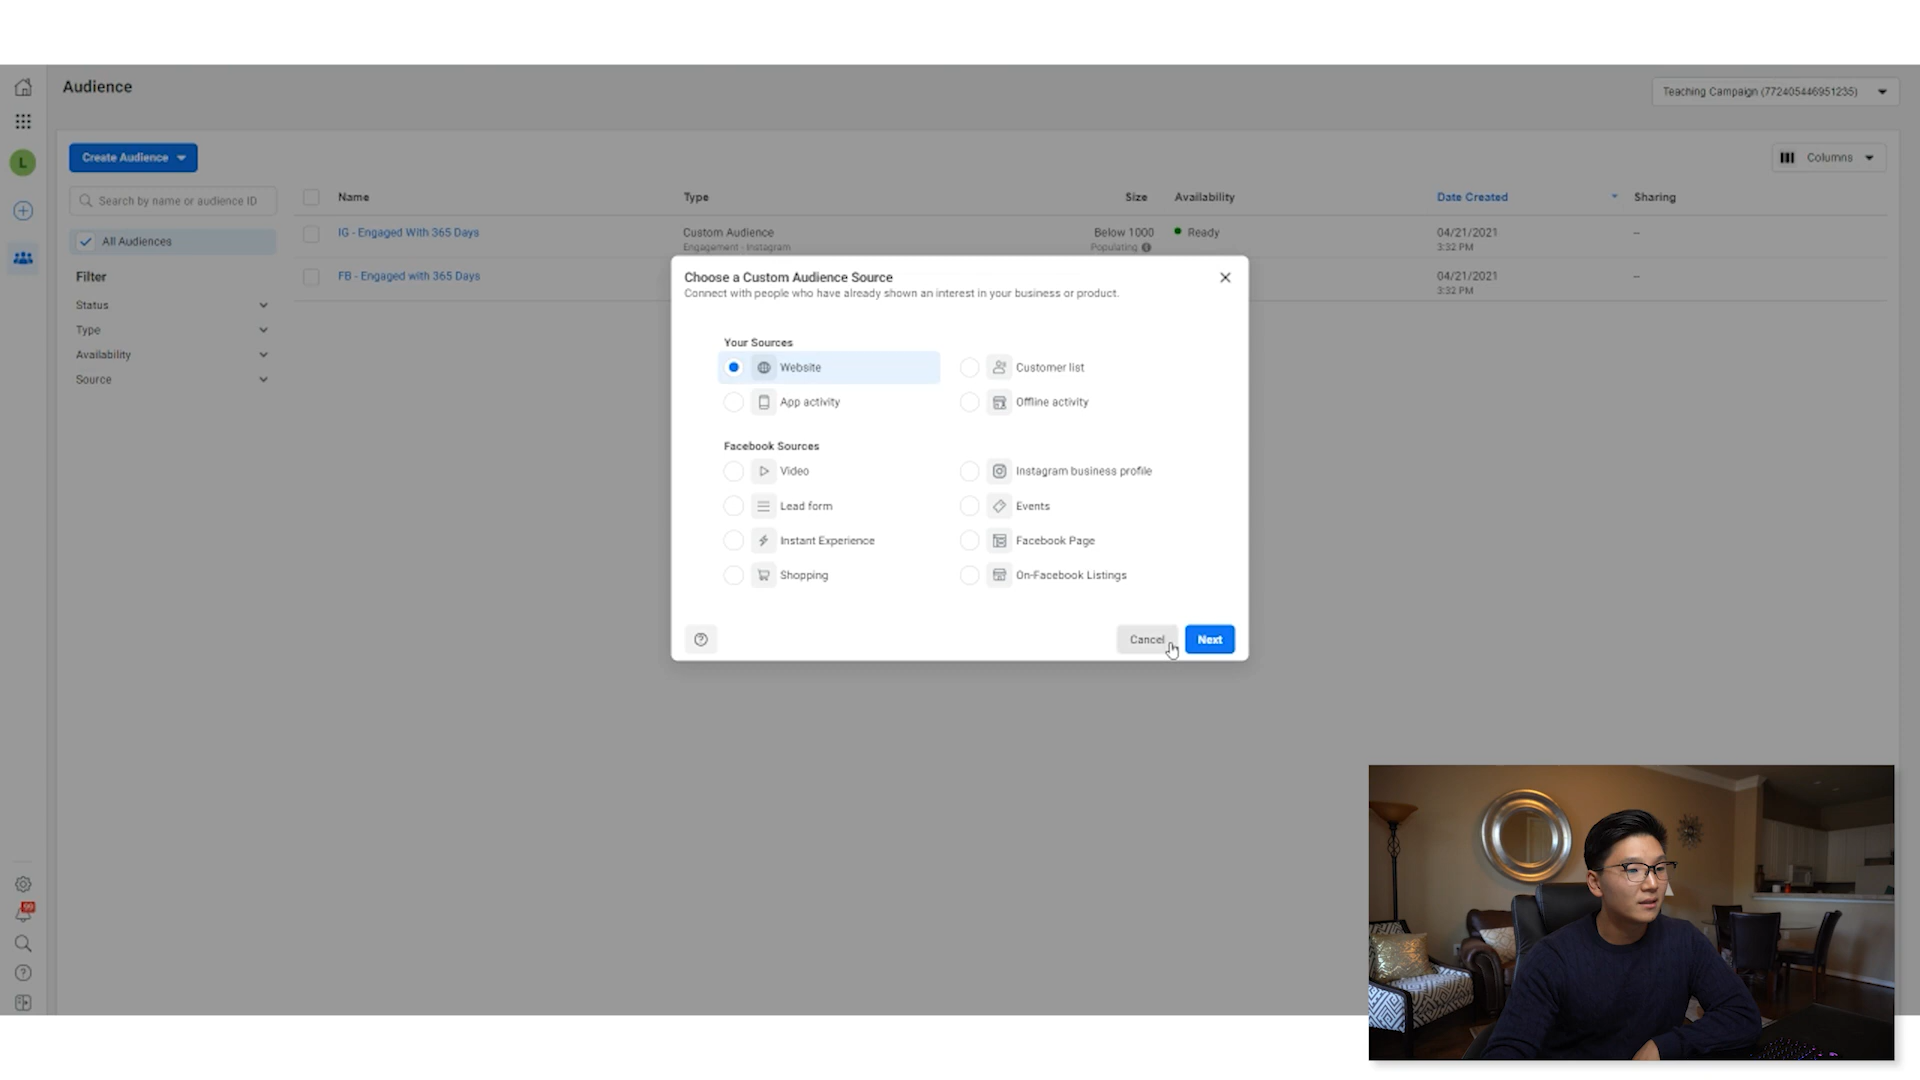 Audience
Teaching Campaign (772405446951235)
Create Audience
Columns
Search by name or audience ID
Name
Type
Size
Availability
Date Created
Sharing
All Audiences
IG - Engaged With 365 Days
Custom Audience
Engagement - Instagram
Below 1000
Populating
Ready
04/21/2021
3:32 PM
--
FB - Engaged with 365 Days
04/21/2021
3:32 PM
--
Filter
Status
Type
Availability
Source
Choose a Custom Audience Source
Connect with people who have already shown an interest in your business or product.
Your Sources
Website
Customer list
App activity
Offline activity
Facebook Sources
Video
Instagram business profile
Lead form
Events
Instant Experience
Facebook Page
Shopping
On-Facebook Listings
Cancel
Next
L